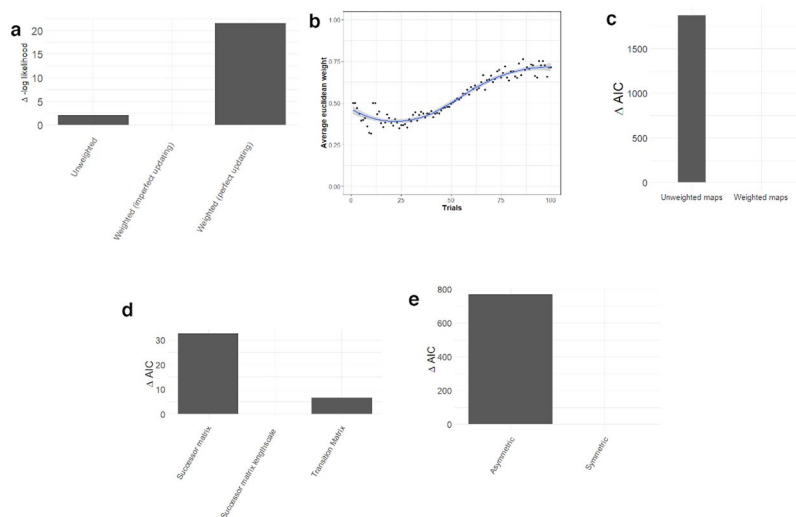 a
Δ -log likelihood
20
15
10
5
0
Unweighted
Weighted (imperfect updating)
Weighted (perfect updating)
b
Average euclidean weight
1.00
0.75
0.50
0.25
0.00
0
25
50
75
100
Trials
c
Δ AIC
1500
1000
500
0
Unweighted maps
Weighted maps
d
Δ AIC
30
20
10
0
Successor matrix
Successor matrix lengthscale
Transition Matrix
e
Δ AIC
800
600
400
200
0
Asymmetric
Symmetric